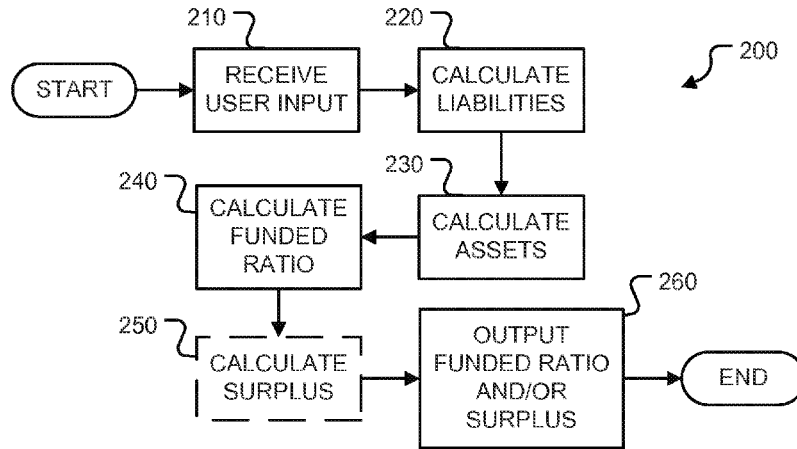 210
220
200
START
RECEIVE
USER INPUT
CALCULATE
LIABILITIES
230
CALCULATE
ASSETS
240
CALCULATE
FUNDED
RATIO
250
CALCULATE
SURPLUS
260
OUTPUT
FUNDED RATIO
AND/OR
SURPLUS
END